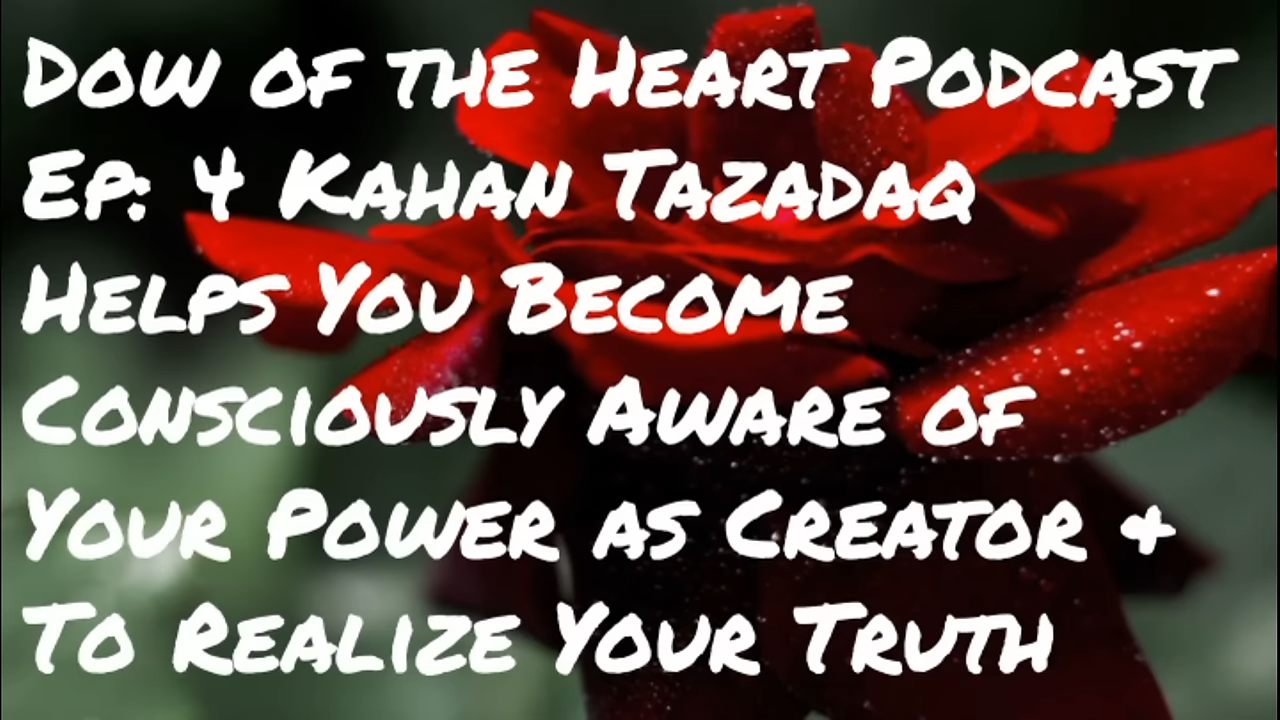 Dow of the Heart Podcast
Ep: 4 Kahan Tazadaq
Helps You Become
Consciously Aware of
Your Power as Creator &
To Realize Your Truth